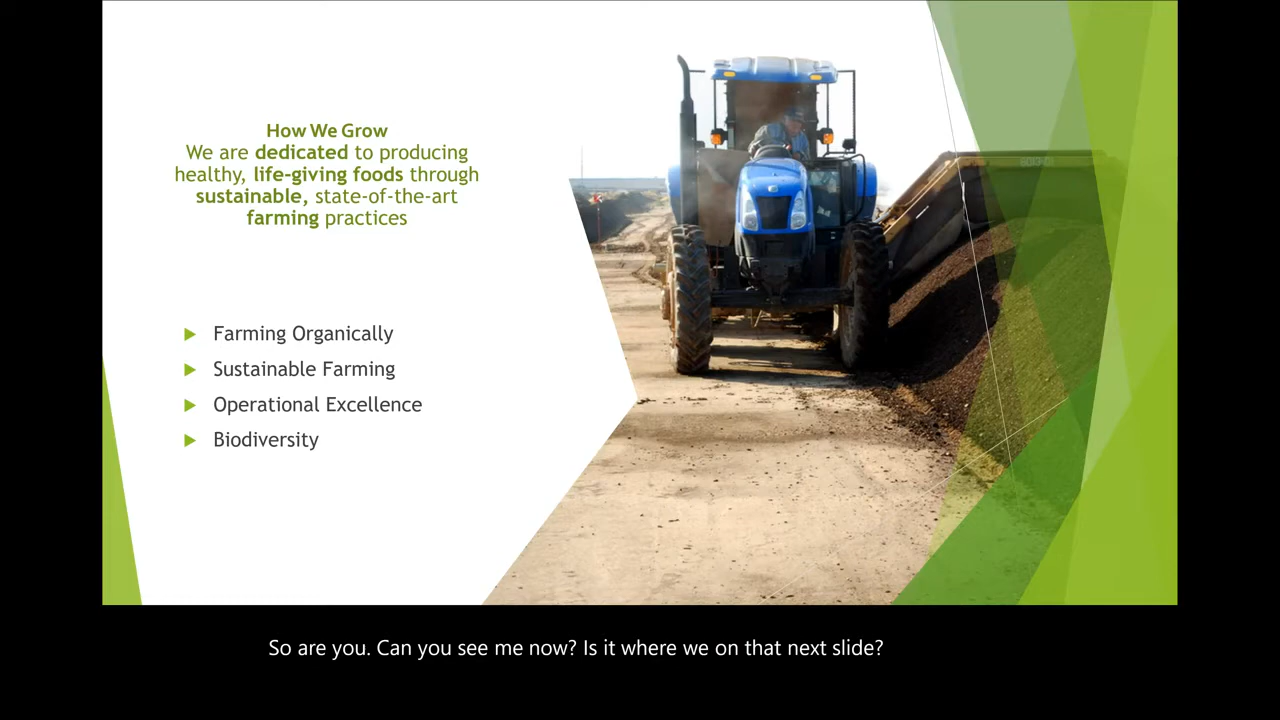 How We Grow
We are dedicated to producing
healthy, life-giving foods through
sustainable, state-of-the-art
farming practices
Farming Organically
Sustainable Farming
Operational Excellence
Biodiversity
So are you. Can you see me now? Is it where we on that next slide?